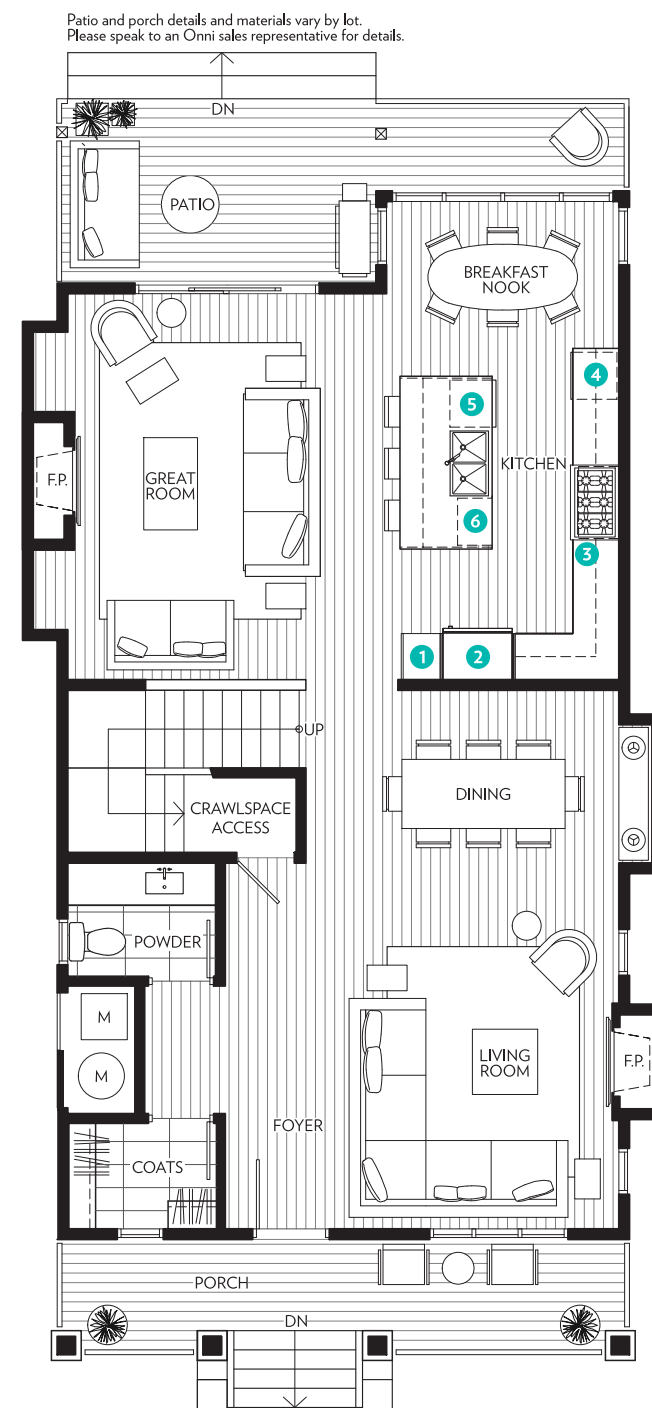 Patio and porch details and materials vary by lot.
Please speak to an Onni sales representative for details.
DN
PATIO
BREAKFAST
NOOK
4
5
KITCHEN
F.P.
GREAT
ROOM
6
3
1
2
UP
DINING
CRAWLSPACE
ACCESS
POWDER
M
M
LIVING
ROOM
F.P.
FOYER
COATS
PORCH
DN